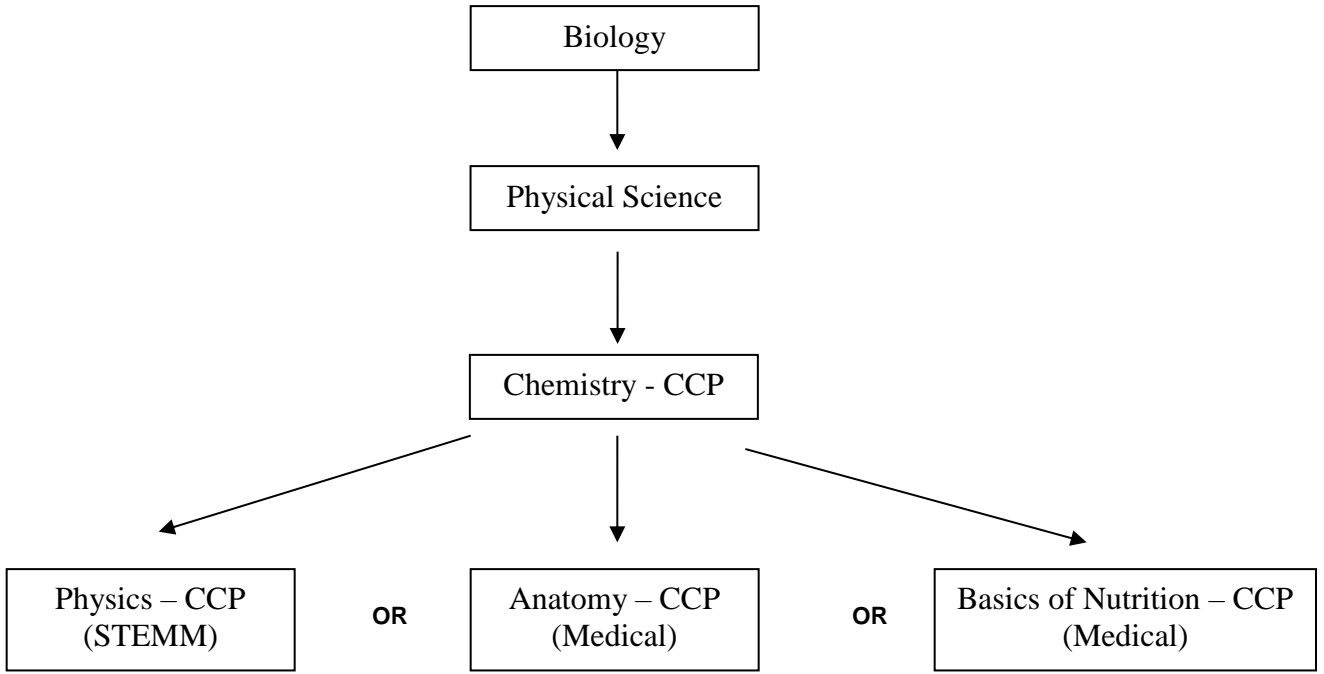 Biology
Physical Science
Chemistry - CCP
Physics – CCP
(STEMM)
OR
Anatomy – CCP
(Medical)
OR
Basics of Nutrition – CCP
(Medical)